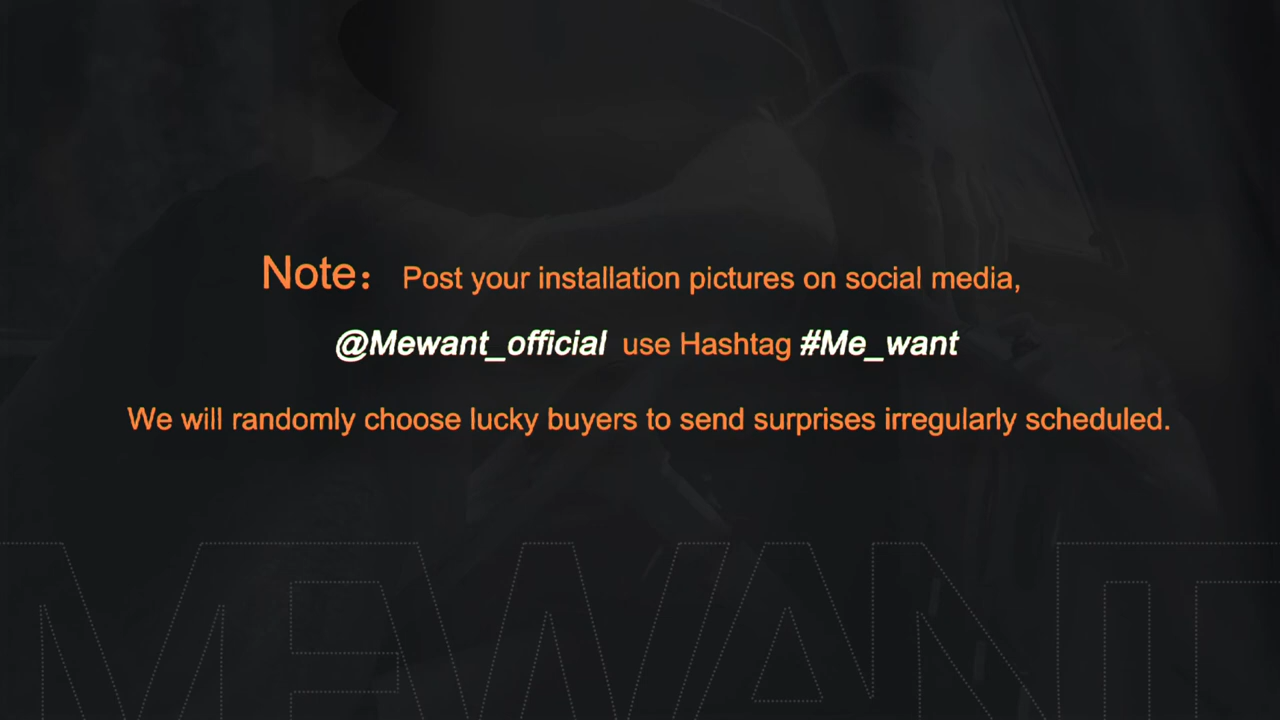 Note： Post your installation pictures on social media,
@Mewant_official use Hashtag #Me_want
We will randomly choose lucky buyers to send surprises irregularly scheduled.
MEWANT